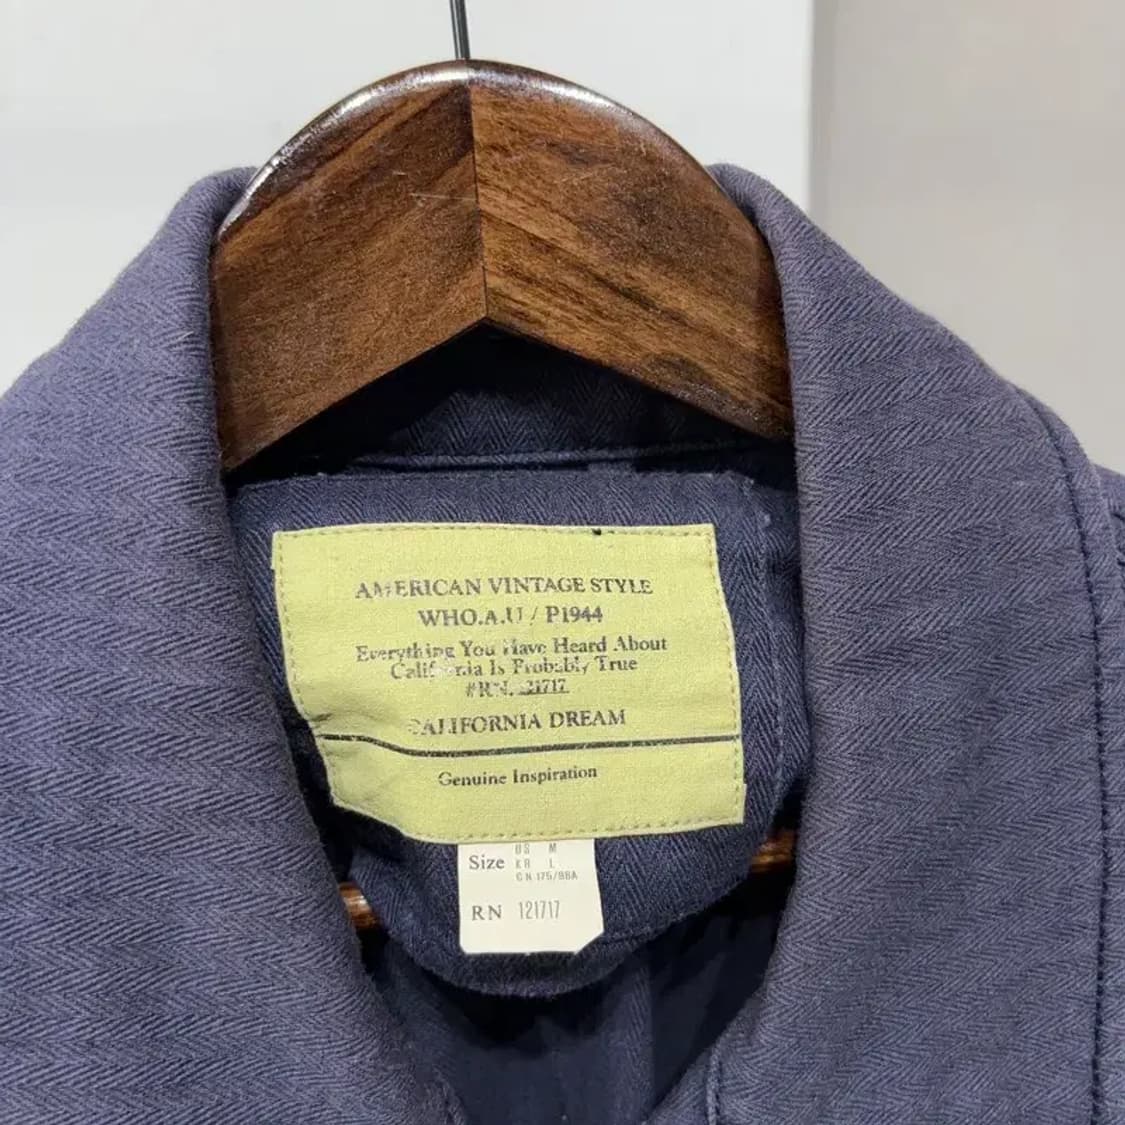 AMERICAN VINTAGE STYLE
WHO.A.U / P1944
Everything You Have Heard About
California Is Probably True
#RN. 121717
CALIFORNIA DREAM
Genuine Inspiration
Size US M
KR L
CN 175/88A
RN 121717